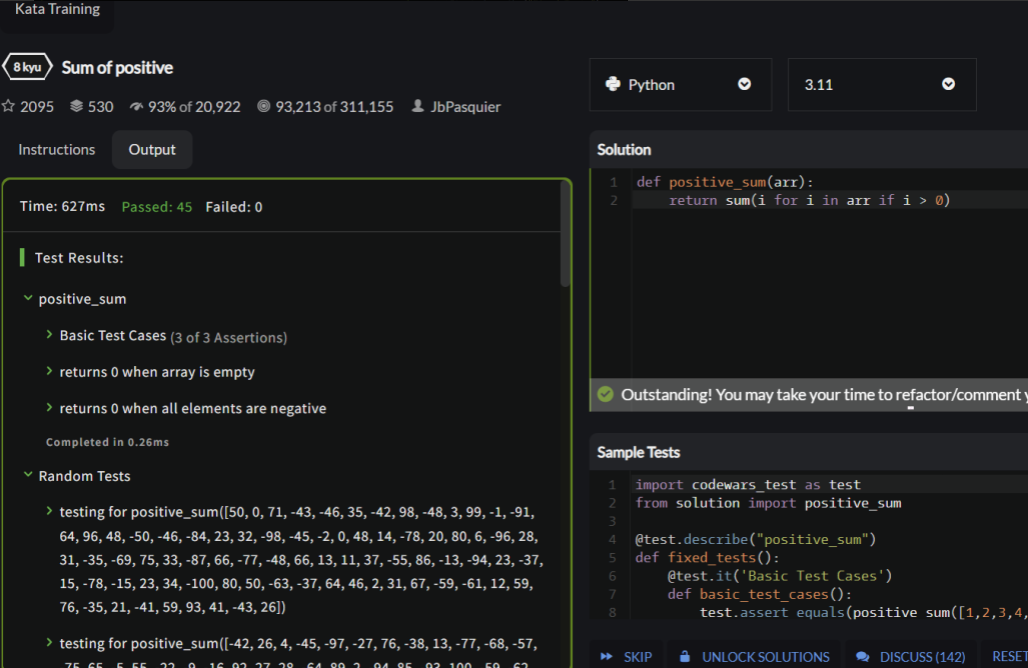 Kata Training
8 kyu Sum of positive
2095 530 93% of 20,922 93,213 of 311,155 JbPasquier
Instructions Output
Time: 627ms Passed: 45 Failed: 0
Test Results:
positive_sum
Basic Test Cases (3 of 3 Assertions)
returns 0 when array is empty
returns 0 when all elements are negative
Completed in 0.26ms
Random Tests
testing for positive_sum([50, 0, 71, -43, -46, 35, -42, 98, -48, 3, 99, -1, -91,
64, 96, 48, -50, -46, -84, 23, 32, -98, -45, -2, 0, 48, 14, -78, 20, 80, 6, -96, 28,
31, -35, -69, 75, 33, -87, 66, -77, -48, 66, 13, 11, 37, -55, 86, -13, -94, 23, -37,
15, -78, -15, 23, 34, -100, 80, 50, -63, -37, 64, 46, 2, 31, 67, -59, -61, 12, 59,
76, -35, 21, -41, 59, 93, 41, -43, 26])
testing for positive_sum([-42, 26, 4, -45, -97, -27, 76, -38, 13, -77, -68, -57,
Python 3.11
Solution
1 def positive_sum(arr):
2 return sum(i for i in arr if i > 0)
Outstanding! You may take your time to refactor/comment
Sample Tests
1 import codewars_test as test
2 from solution import positive_sum
3
4 @test.describe("positive_sum")
5 def fixed_tests():
6 @test.it('Basic Test Cases')
7 def basic_test_cases():
8 test.assert_equals(positive_sum([1,2,3,4,
SKIP UNLOCK SOLUTIONS DISCUSS (142) RESET